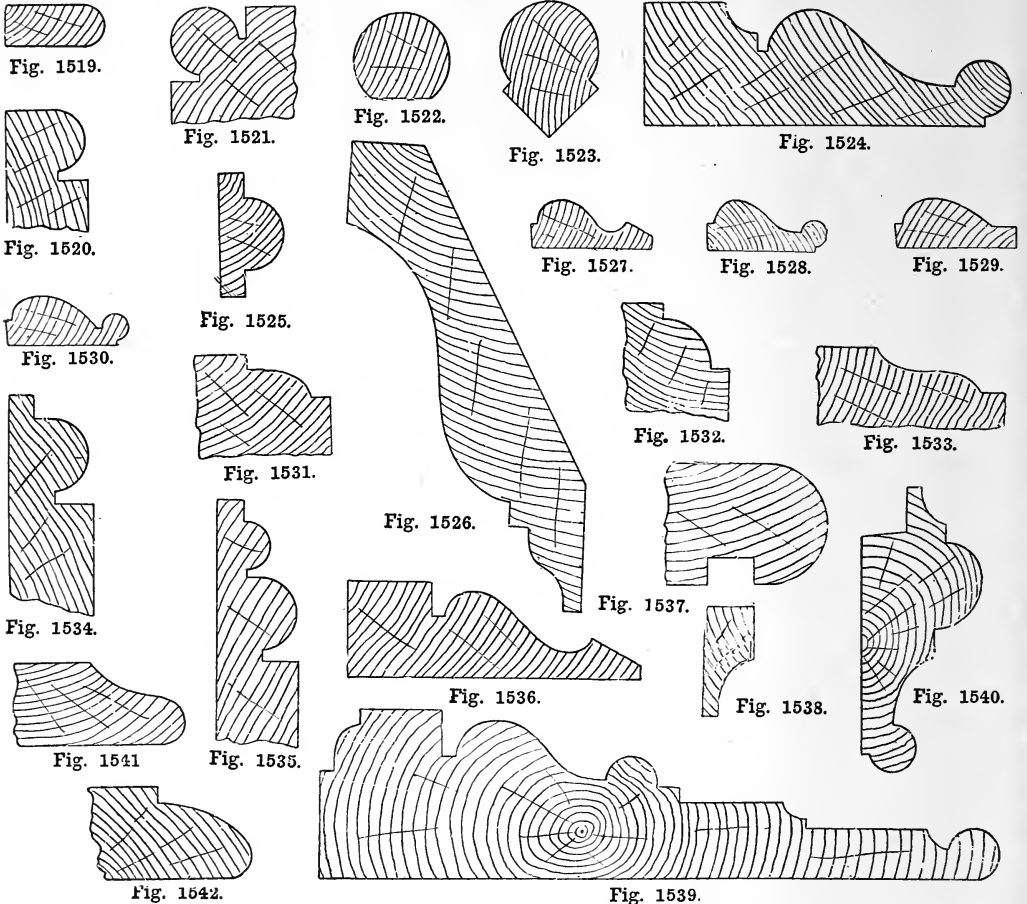 Fig. 1519.
Fig. 1521.
Fig. 1522.
Fig. 1523.
Fig. 1524.
Fig. 1520.
Fig. 1525.
Fig. 1527.
Fig. 1528.
Fig. 1529.
Fig. 1530.
Fig. 1531.
Fig. 1532.
Fig. 1533.
Fig. 1526.
Fig. 1534.
Fig. 1537.
Fig. 1536.
Fig. 1538.
Fig. 1540.
Fig. 1541
Fig. 1535.
Fig. 1542.
Fig. 1539.